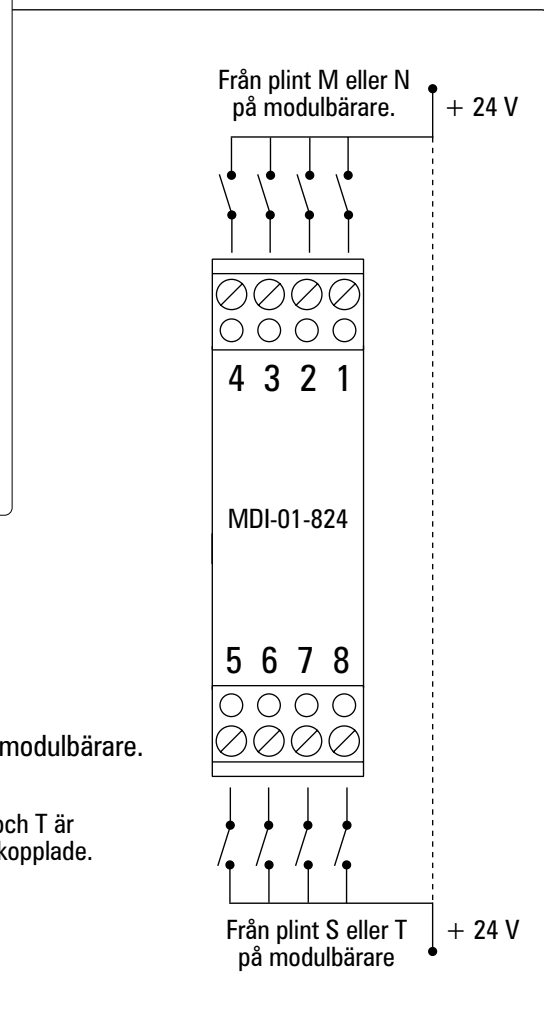 Från plint M eller N
på modulbärare.
+ 24 V
4 3 2 1
MDI-01-824
5 6 7 8
modulbärare.
och T är
kopplade.
Från plint S eller T
på modulbärare
+ 24 V